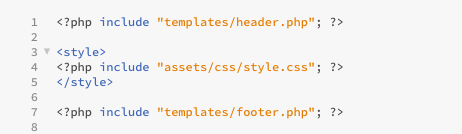 1 <?php include "templates/header.php"; ?>
2
3 <style>
4 <?php include "assets/css/style.css"; ?>
5 </style>
6
7 <?php include "templates/footer.php"; ?>
8